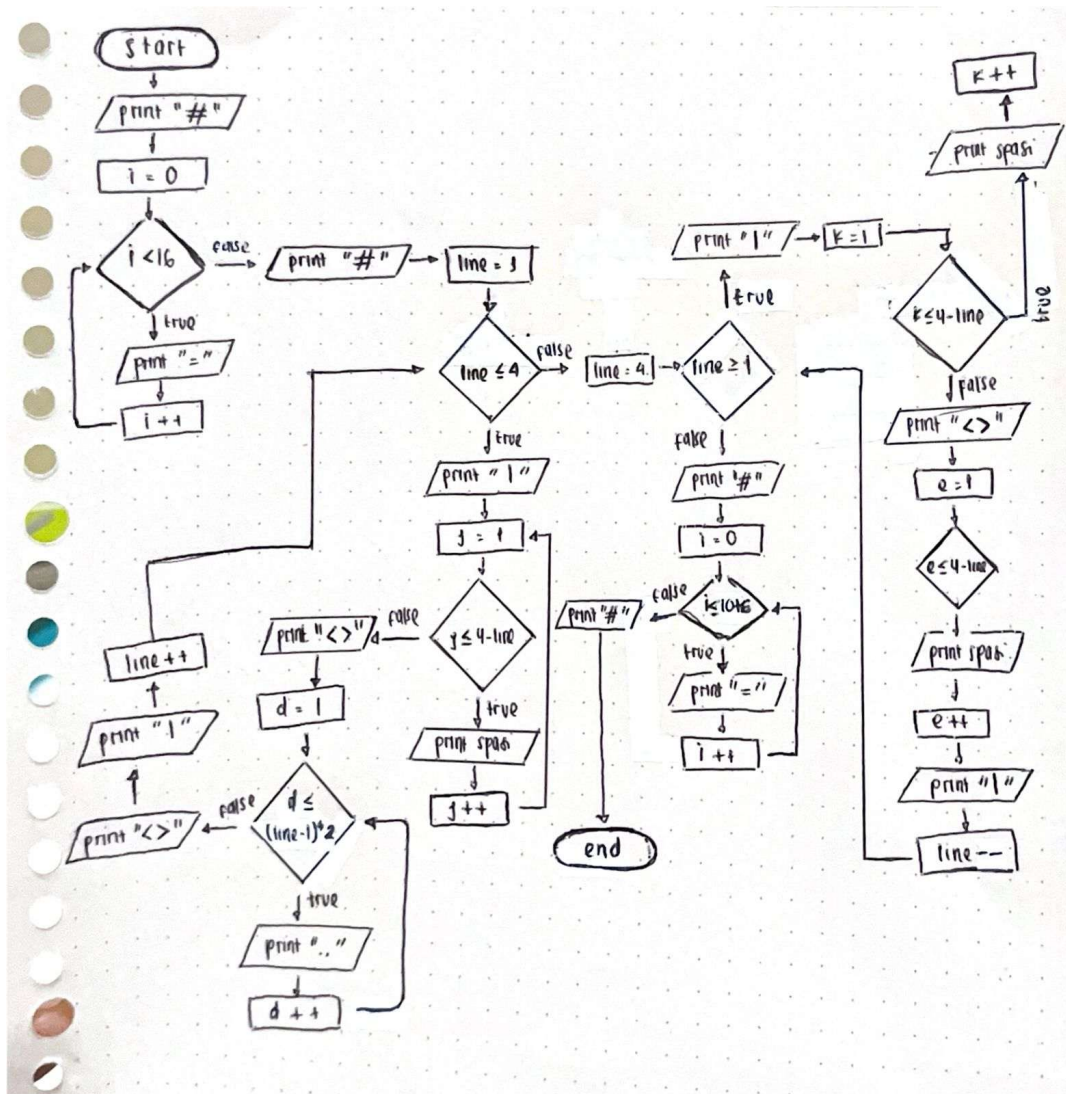 start
print "#"
i = 0
i < 16
false
true
print "="
i ++
print "#"
line = 1
line ≤ 4
false
true
print "|"
j = 1
j ≤ 4-line
false
true
print spasi
j ++
print "<>"
d = 1
d ≤
(line-1)*2
false
true
print ".."
d ++
print "<>"
print "|"
line ++
line = 4
line ≥ 1
true
false
print "|"
k = 1
k ≤ 4-line
true
print spasi
k ++
false
print "<>"
e = 1
e ≤ 4-line
print spasi
e ++
print "|"
line --
print "#"
i = 0
false
true
print "="
i ++
print "#"
end